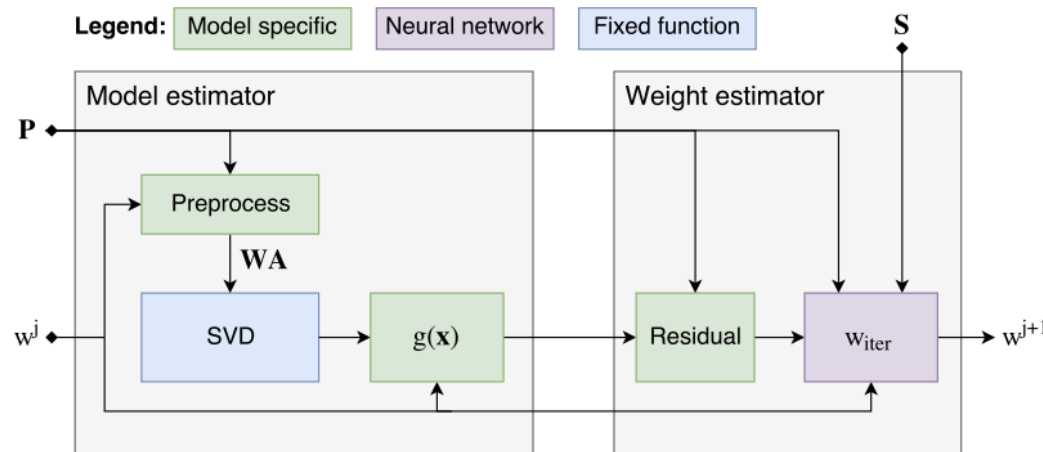 Legend: Model specific Neural network Fixed function
S
Model estimator
Weight estimator
P
Preprocess
WA
w^j
SVD
g(x)
Residual
w_iter
w^{j+1}